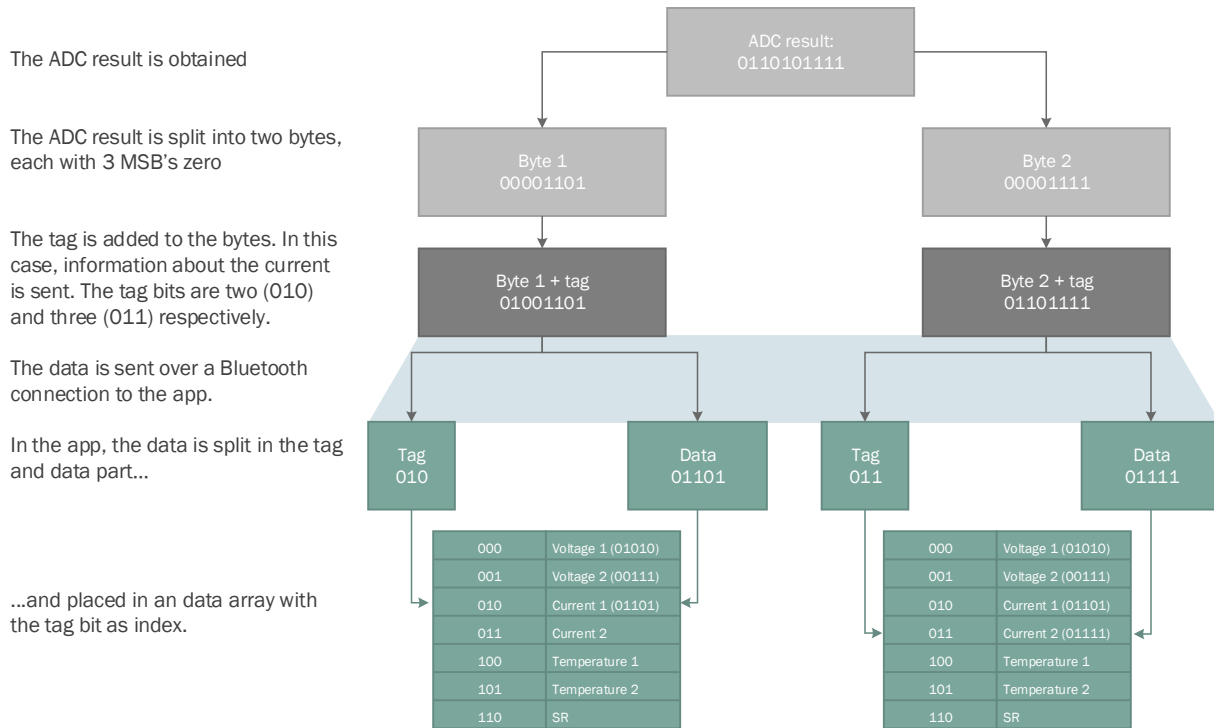 The ADC result is obtained
ADC result:
0110101111
The ADC result is split into two bytes,
each with 3 MSB's zero
Byte 1
00001101
Byte 2
00001111
The tag is added to the bytes. In this
case, information about the current
is sent. The tag bits are two (010)
and three (011) respectively.
Byte 1 + tag
01001101
Byte 2 + tag
01101111
The data is sent over a Bluetooth
connection to the app.
In the app, the data is split in the tag
and data part...
Tag
010
Data
01101
Tag
011
Data
01111
...and placed in an data array with
the tag bit as index.
000 Voltage 1 (01010)
001 Voltage 2 (00111)
010 Current 1 (01101)
011 Current 2
100 Temperature 1
101 Temperature 2
110 SR
000 Voltage 1 (01010)
001 Voltage 2 (00111)
010 Current 1 (01101)
011 Current 2 (01111)
100 Temperature 1
101 Temperature 2
110 SR